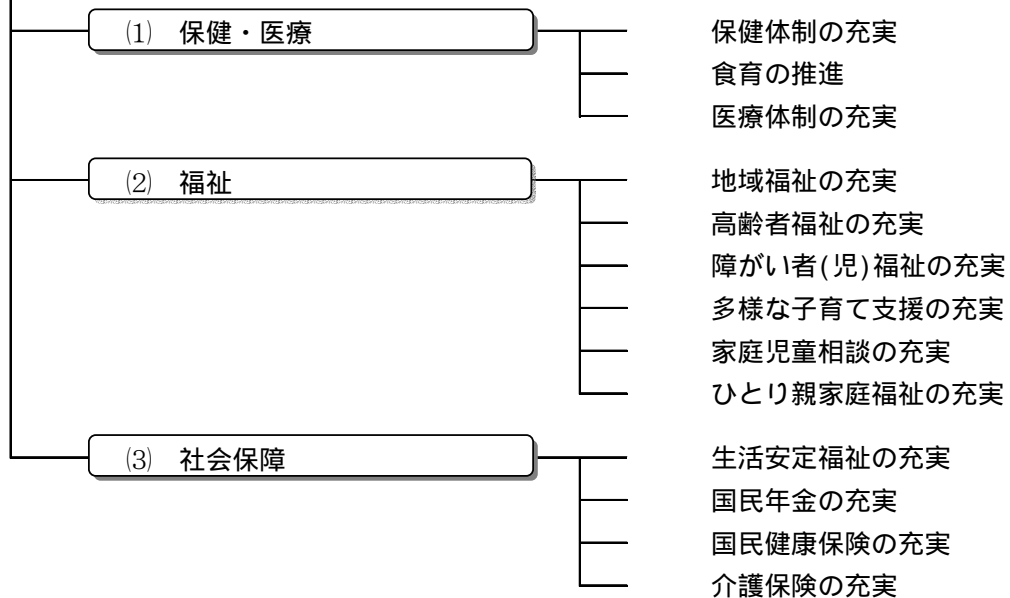 ⑴ 保健・医療
保健体制の充実
食育の推進
医療体制の充実
⑵ 福祉
地域福祉の充実
高齢者福祉の充実
障がい者(児)福祉の充実
多様な子育て支援の充実
家庭児童相談の充実
ひとり親家庭福祉の充実
⑶ 社会保障
生活安定福祉の充実
国民年金の充実
国民健康保険の充実
介護保険の充実